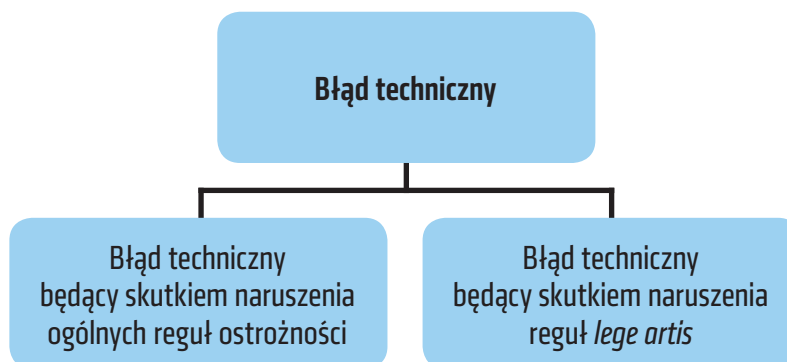 Błąd techniczny
Błąd techniczny
będący skutkiem naruszenia
ogólnych reguł ostrożności
Błąd techniczny
będący skutkiem naruszenia
reguł lege artis